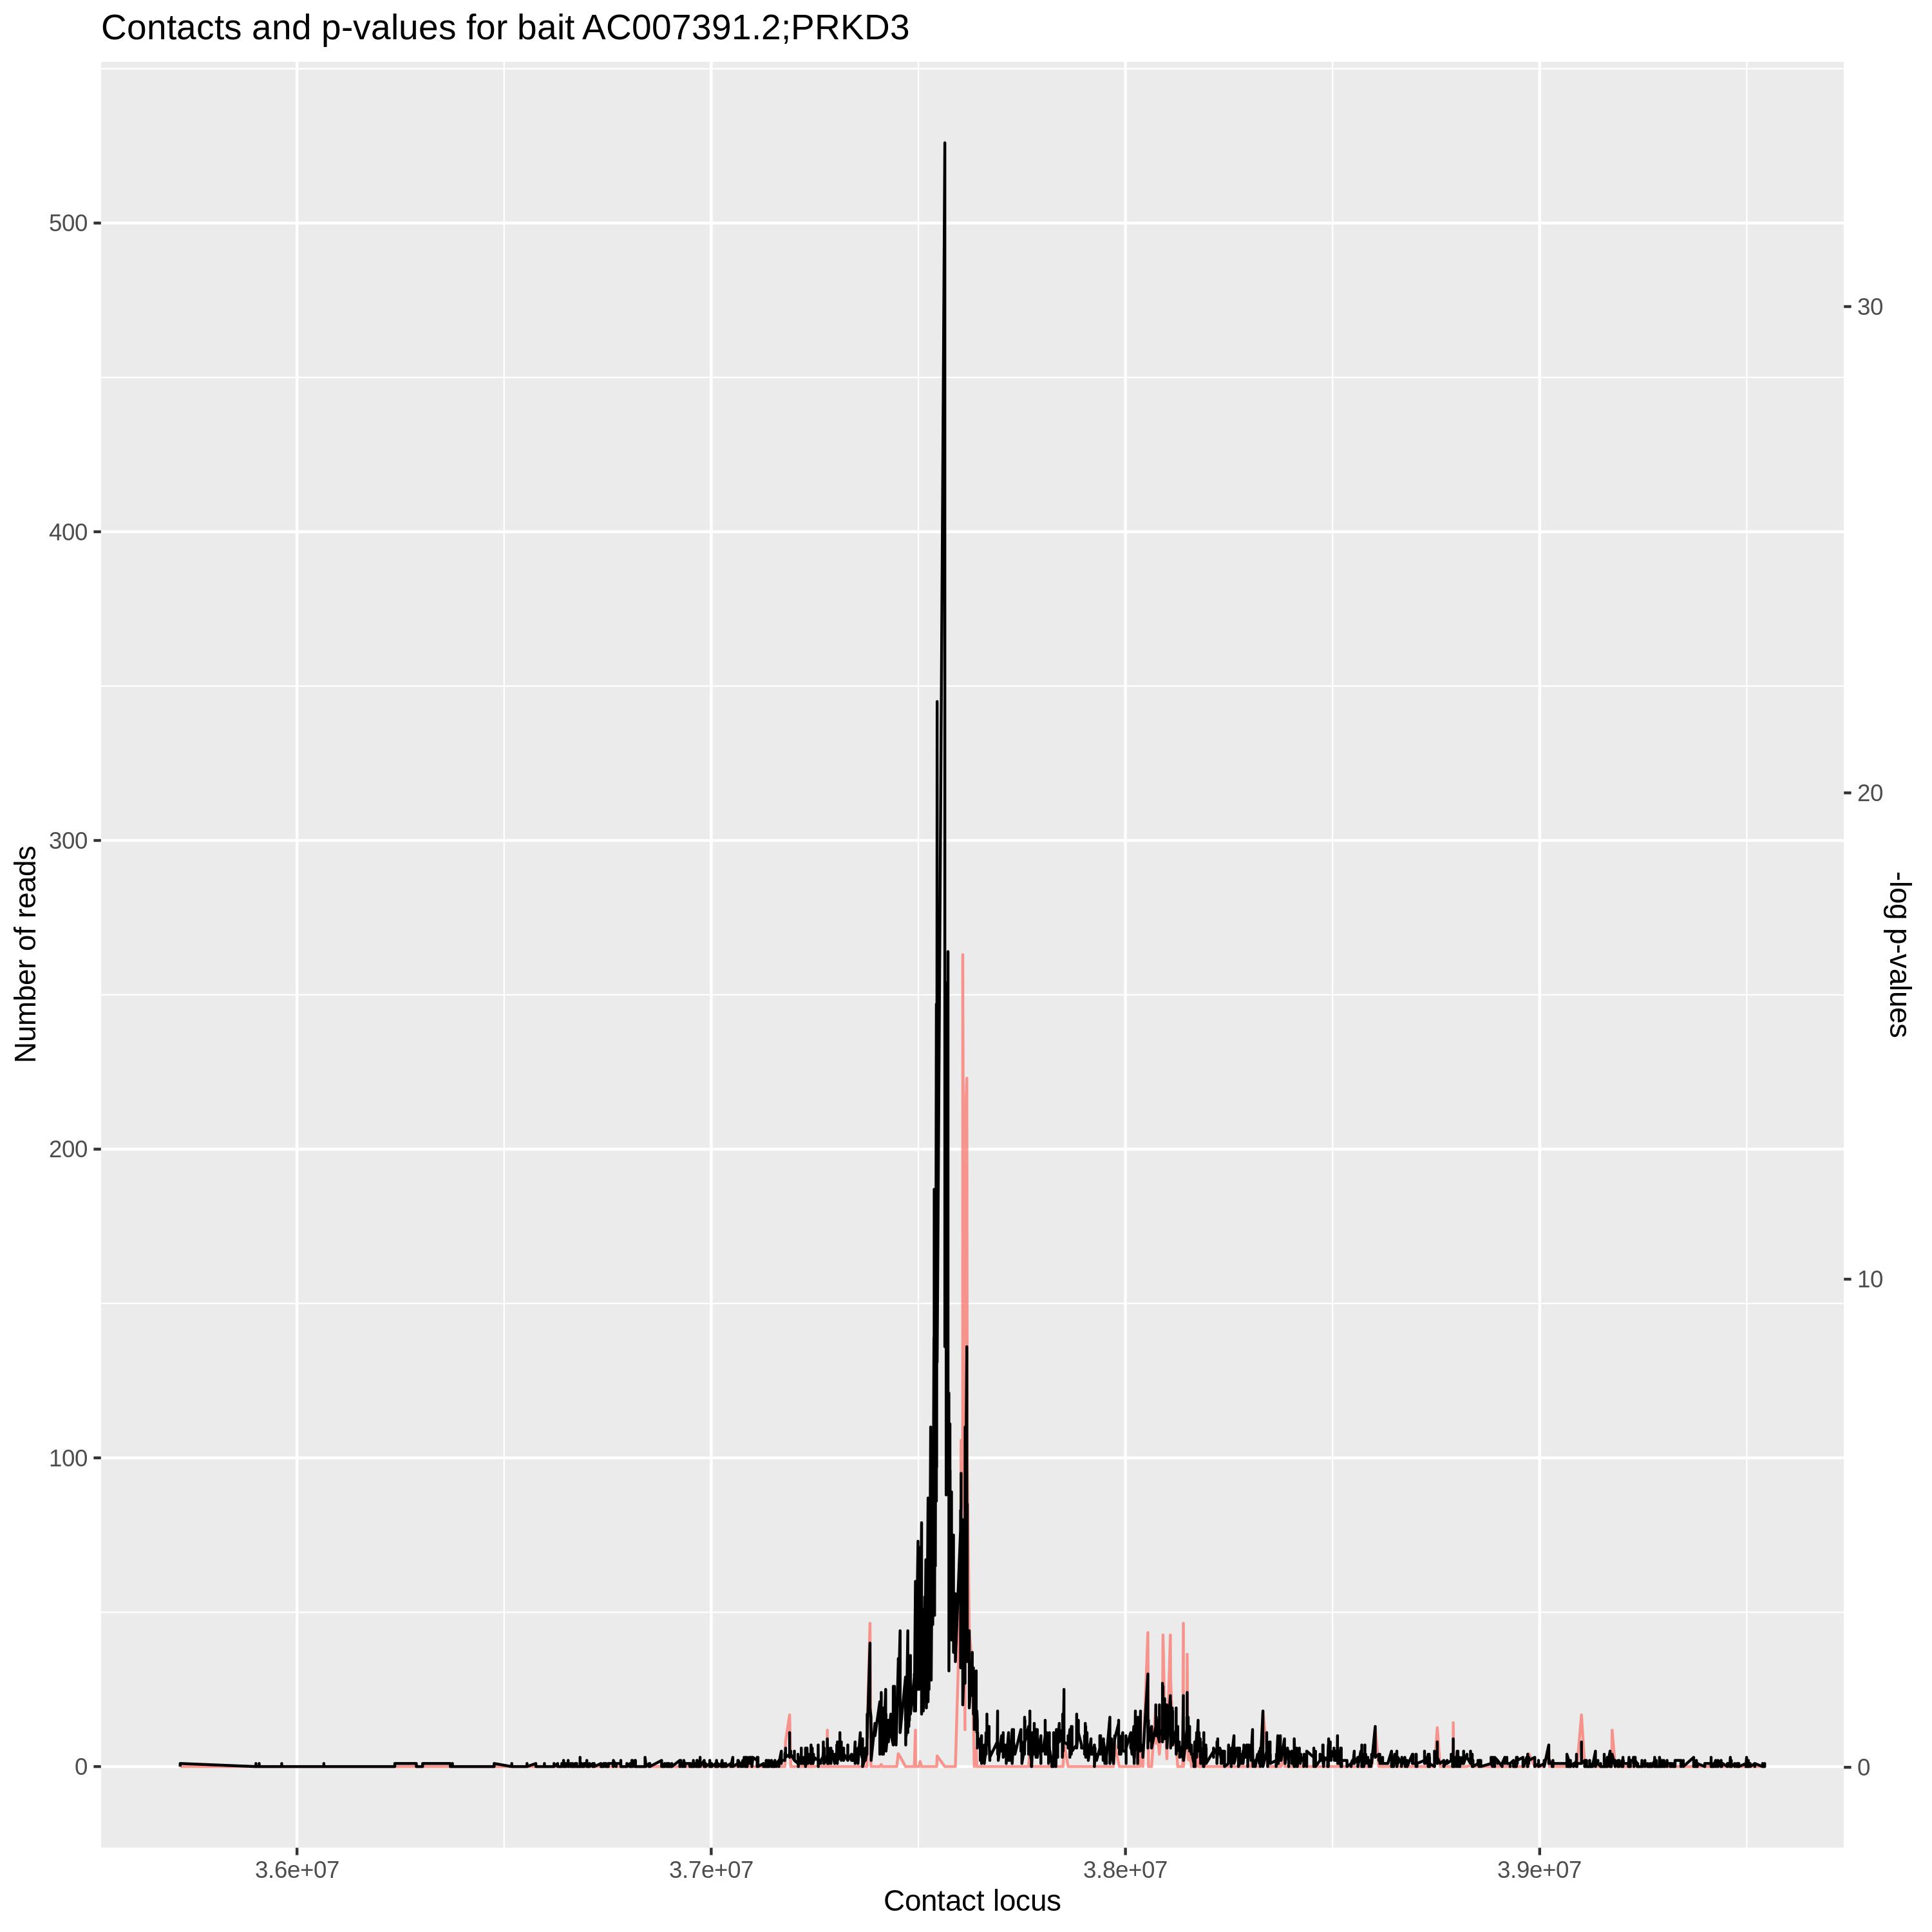 Contacts and p-values for bait AC007391.2;PRKD3
Number of reads
500
400
300
200
100
0
30
20
10
0
-log p-values
3.6e+07
3.7e+07
3.8e+07
3.9e+07
Contact locus